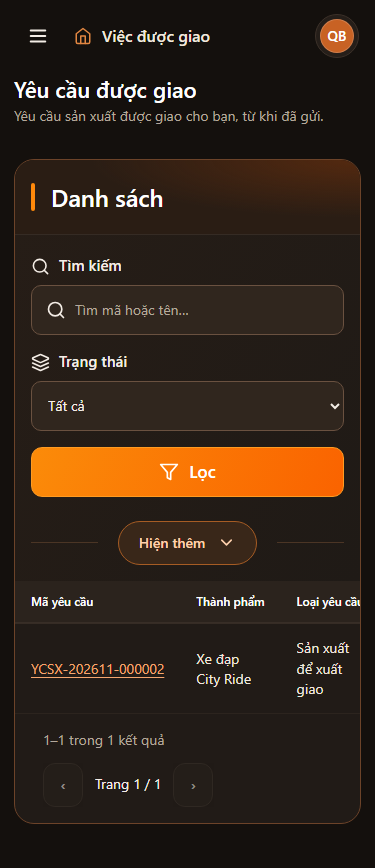 Việc được giao
QB
Yêu cầu được giao
Yêu cầu sản xuất được giao cho bạn, từ khi đã gửi.
Danh sách
Tìm kiếm
Tìm mã hoặc tên...
Trạng thái
Tất cả
Lọc
Hiện thêm
Mã yêu cầu Thành phẩm Loại yêu cầu
YCSX-202611-000002
Xe đạp
City Ride
Sản xuất
để xuất
giao
1–1 trong 1 kết quả
‹ Trang 1 / 1 ›